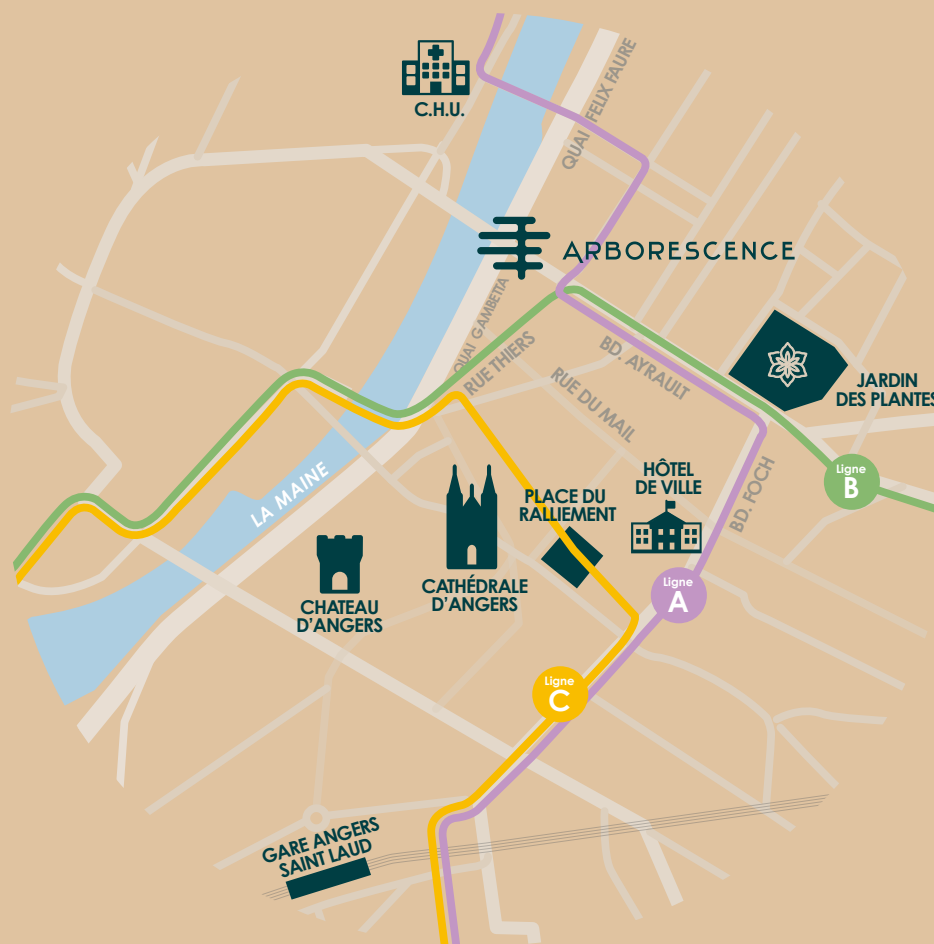 C.H.U.
QUAI FELIX FAURE
ARBORESCENCE
QUAI GAMBETTA
RUE THIERS
BD. AYRAULT
RUE DU MAIL
JARDIN
DES PLANTES
LA MAINE
BD. FOCH
Ligne
B
HÔTEL
DE VILLE
PLACE DU
RALLIEMENT
CATHÉDRALE
D'ANGERS
CHATEAU
D'ANGERS
Ligne
A
Ligne
C
GARE ANGERS
SAINT LAUD